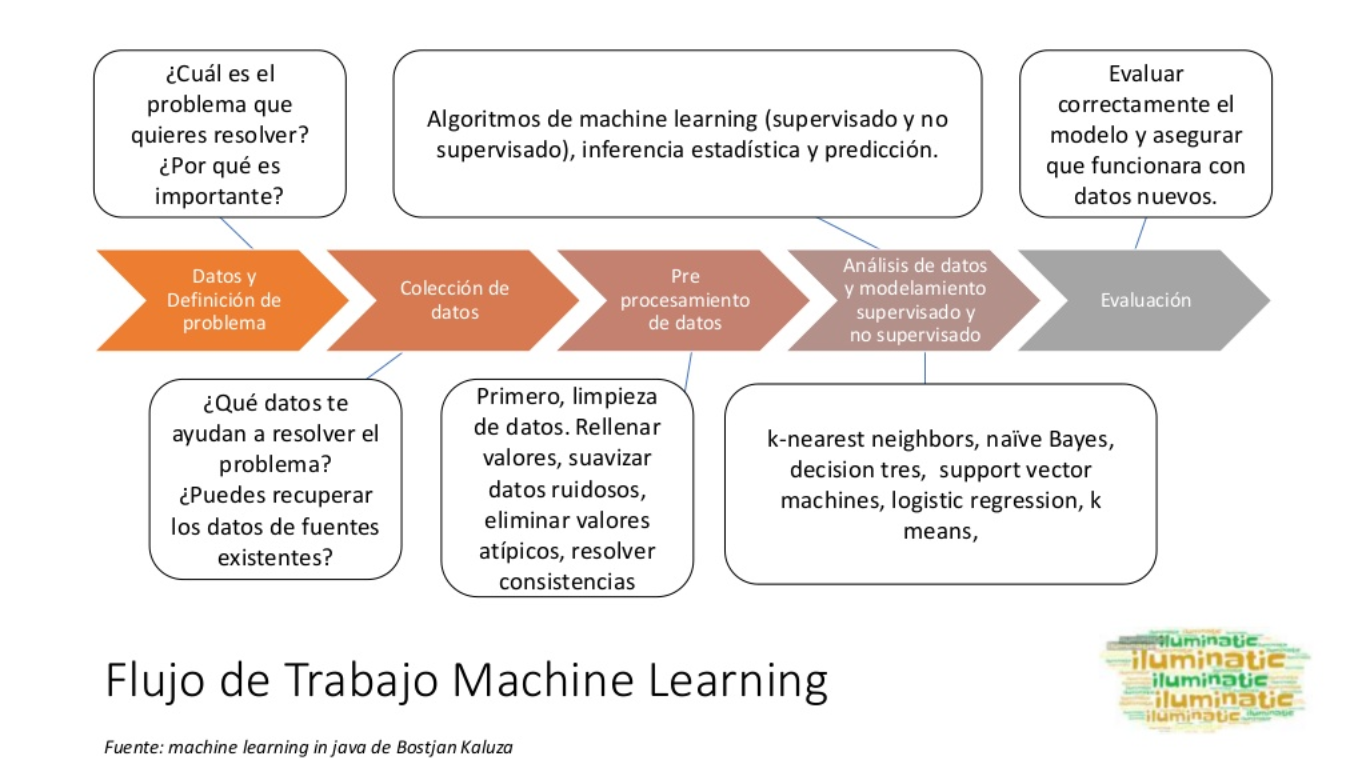 ¿Cuál es el
problema que
quieres resolver?
¿Por qué es
importante?
Algoritmos de machine learning (supervisado y no
supervisado), inferencia estadística y predicción.
Evaluar
correctamente el
modelo y asegurar
que funcionara con
datos nuevos.
Datos y
Definición de
problema
Colección de
datos
Pre
procesamiento
de datos
Análisis de datos
y modelamiento
supervisado y
no supervisado
Evaluación
¿Qué datos te
ayudan a resolver el
problema?
¿Puedes recuperar
los datos de fuentes
existentes?
Primero, limpieza
de datos. Rellenar
valores, suavizar
datos ruidosos,
eliminar valores
atípicos, resolver
consistencias
k-nearest neighbors, naïve Bayes,
decision tres,  support vector
machines, logistic regression, k
means,
Flujo de Trabajo Machine Learning
Fuente: machine learning in java de Bostjan Kaluza
iluminatic
iluminatic
iluminatic
iluminatic
iluminatic